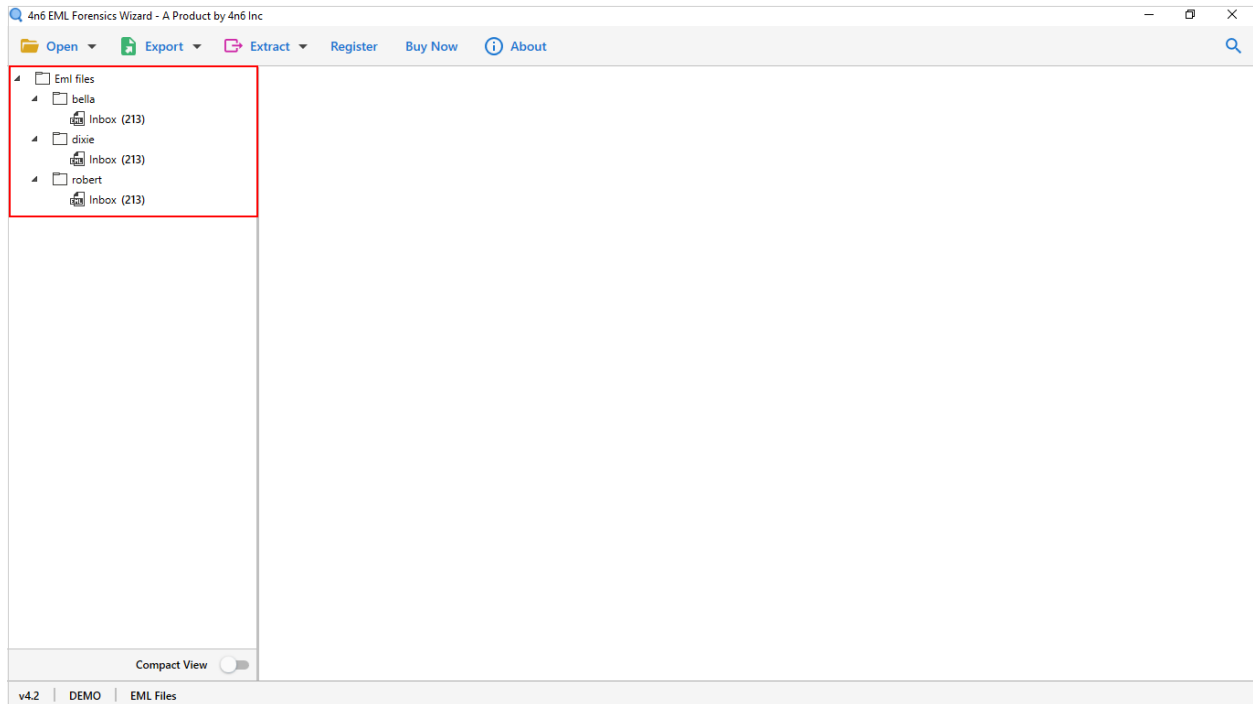 4n6 EML Forensics Wizard - A Product by 4n6 Inc
Open Export Extract Register Buy Now About
Eml files
bella
Inbox (213)
dixie
Inbox (213)
robert
Inbox (213)
Compact View
v4.2 DEMO EML Files